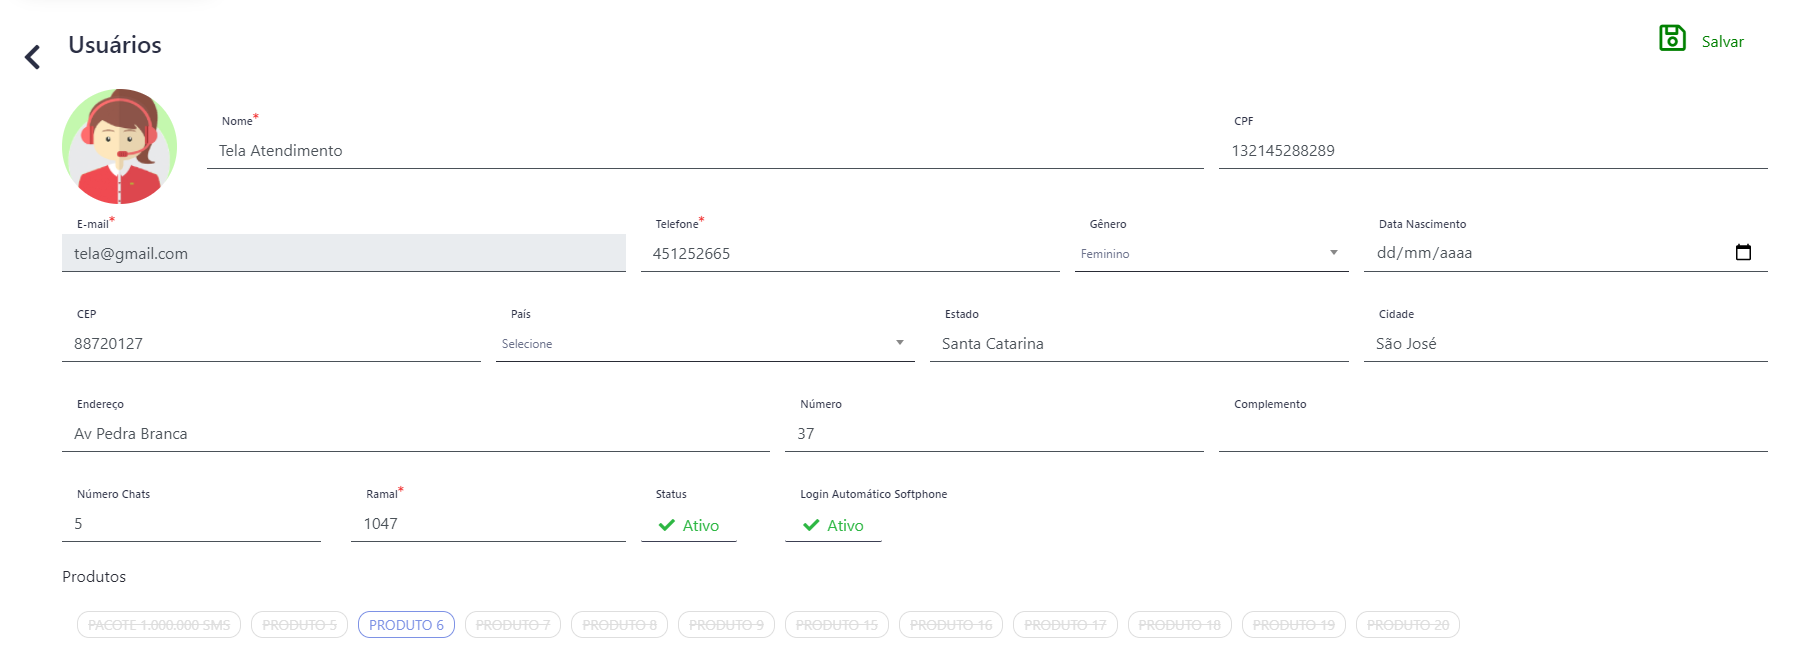 Usuários
Salvar
Nome*
CPF
Tela Atendimento
132145288289
E-mail*
Telefone*
Gênero
Data Nascimento
tela@gmail.com
451252665
Feminino
dd/mm/aaaa
CEP
País
Estado
Cidade
88720127
Selecione
Santa Catarina
São José
Endereço
Número
Complemento
Av Pedra Branca
37
Número Chats
Ramal*
Status
Login Automático Softphone
5
1047
Ativo
Ativo
Produtos
PACOTE 1.000.000 SMS
PRODUTO 5
PRODUTO 6
PRODUTO 7
PRODUTO 8
PRODUTO 9
PRODUTO 15
PRODUTO 16
PRODUTO 17
PRODUTO 18
PRODUTO 19
PRODUTO 20